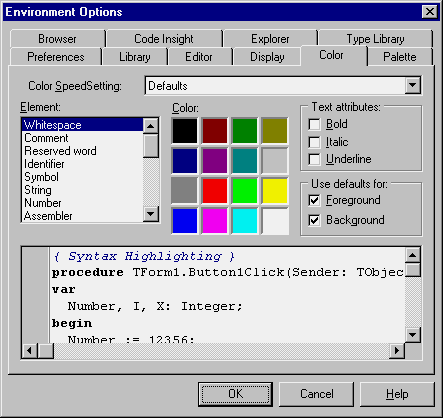 Environment Options
Browser Code Insight Explorer Type Library
Preferences Library Editor Display Color Palette
Color SpeedSetting: Defaults
Element: Color: Text attributes:
Whitespace
Comment
Reserved word
Identifier
Symbol
String
Number
Assembler
Bold
Italic
Underline
Use defaults for:
Foreground
Background
{ Syntax Highlighting }
procedure TForm1.Button1Click(Sender: TObjec
var
Number, I, X: Integer;
begin
Number := 12356;
OK Cancel Help